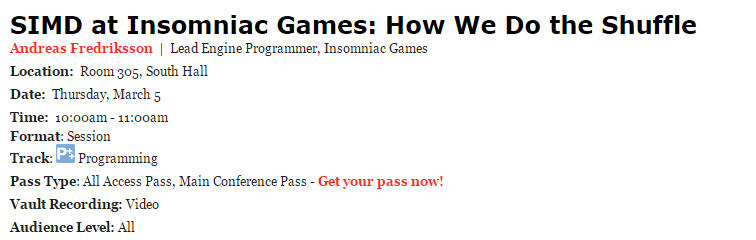 SIMD at Insomniac Games: How We Do the Shuffle
Andreas Fredriksson | Lead Engine Programmer, Insomniac Games
Location: Room 305, South Hall
Date: Thursday, March 5
Time: 10:00am - 11:00am
Format: Session
Track: P++ Programming
Pass Type: All Access Pass, Main Conference Pass - Get your pass now!
Vault Recording: Video
Audience Level: All